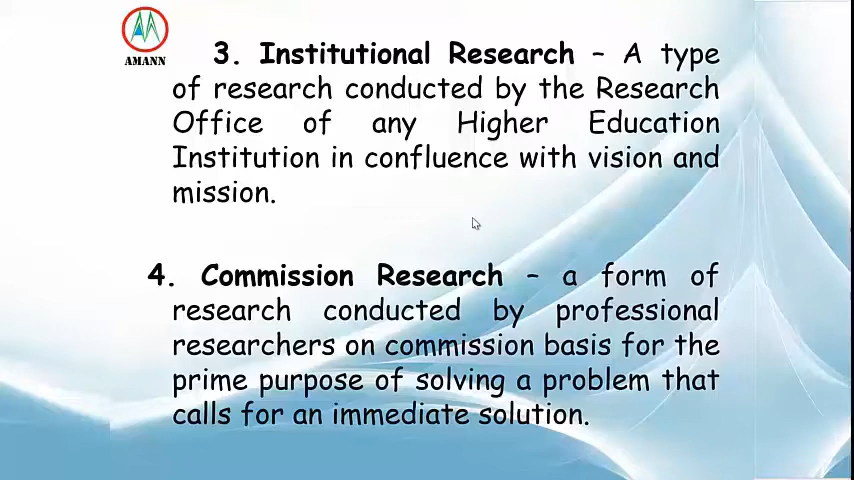 AMANN
3. Institutional Research – A type
of research conducted by the Research
Office of any Higher Education
Institution in confluence with vision and
mission.
4. Commission Research – a form of
research conducted by professional
researchers on commission basis for the
prime purpose of solving a problem that
calls for an immediate solution.